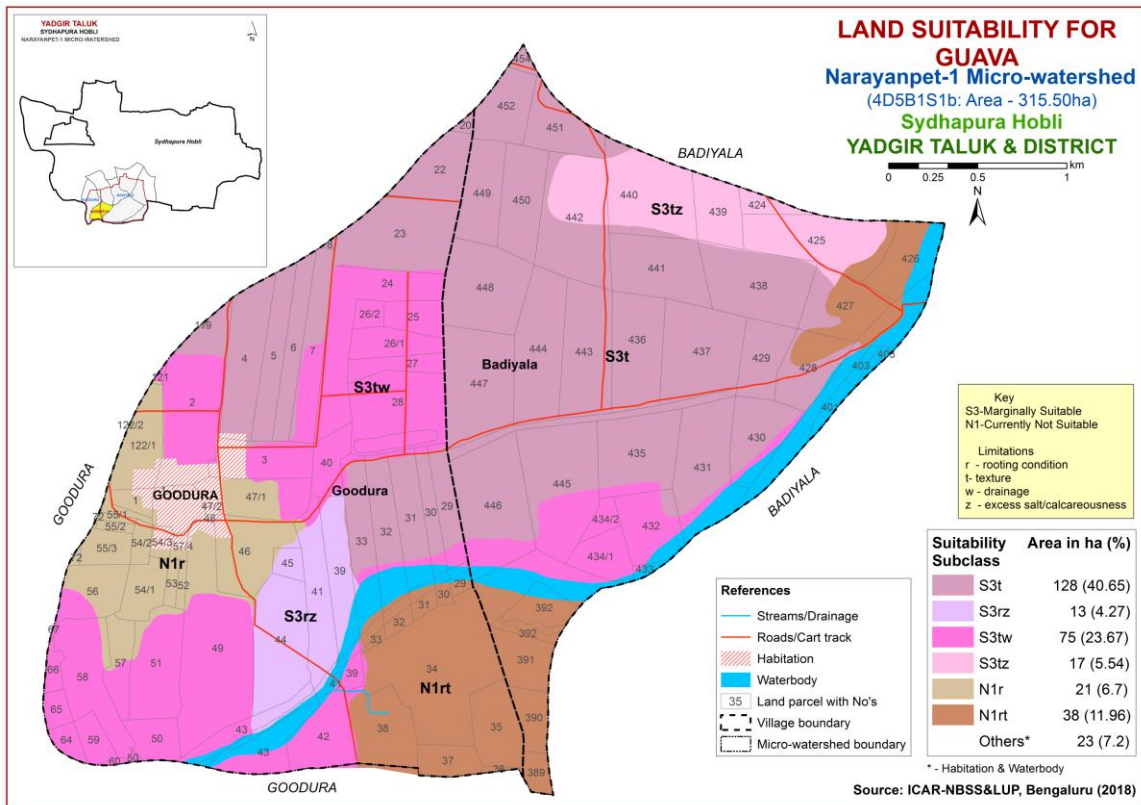 YADGIR TALUK
SYDHAPURA HOBLI
NARAYANPET-1 MICRO-WATERSHED
N
Sydhapura Hobli
LAND SUITABILITY FOR
GUAVA
Narayanpet-1 Micro-watershed
(4D5B1S1b: Area - 315.50ha)
Sydhapura Hobli
YADGIR TALUK & DISTRICT
km
0 0.25 0.5 1
N
BADIYALA
454
452
451
20
22
449
450
442
440
S3tz
439
424
425
23
426
441
438
24
448
427
26/2
25
119
4
5
6
7
26/1
444
443
436
S3t
437
429
428
27
Badiyala
403
S3tw
447
121
2
28
401
122/2
122/1
3
40
435
430
431
GOODURA
GOODURA
1
47/2
47/1
48
Goodura
29
446
445
BADIYALA
72
55/1
55/2
54/2
54/3
30
31
32
33
434/2
432
55/3
46
45
39
434/1
433
72
N1r
53
52
54/1
56
41
29
30
31
32
33
392
392
S3rz
44
67
49
391
57
51
66
58
39
34
N1rt
41
65
390
64
59
50
43
43
42
38
35
60
50
37
389
GOODURA
Key
S3-Marginally Suitable
N1-Currently Not Suitable
Limitations
r - rooting condition
t- texture
w - drainage
z - excess salt/calcareousness
Suitability
Subclass
Area in ha (%)
S3t 128 (40.65)
S3rz 13 (4.27)
S3tw 75 (23.67)
S3tz 17 (5.54)
N1r 21 (6.7)
N1rt 38 (11.96)
Others* 23 (7.2)
* - Habitation & Waterbody
References
Streams/Drainage
Roads/Cart track
Habitation
Waterbody
35 Land parcel with No's
Village boundary
Micro-watershed boundary
Source: ICAR-NBSS&LUP, Bengaluru (2018)